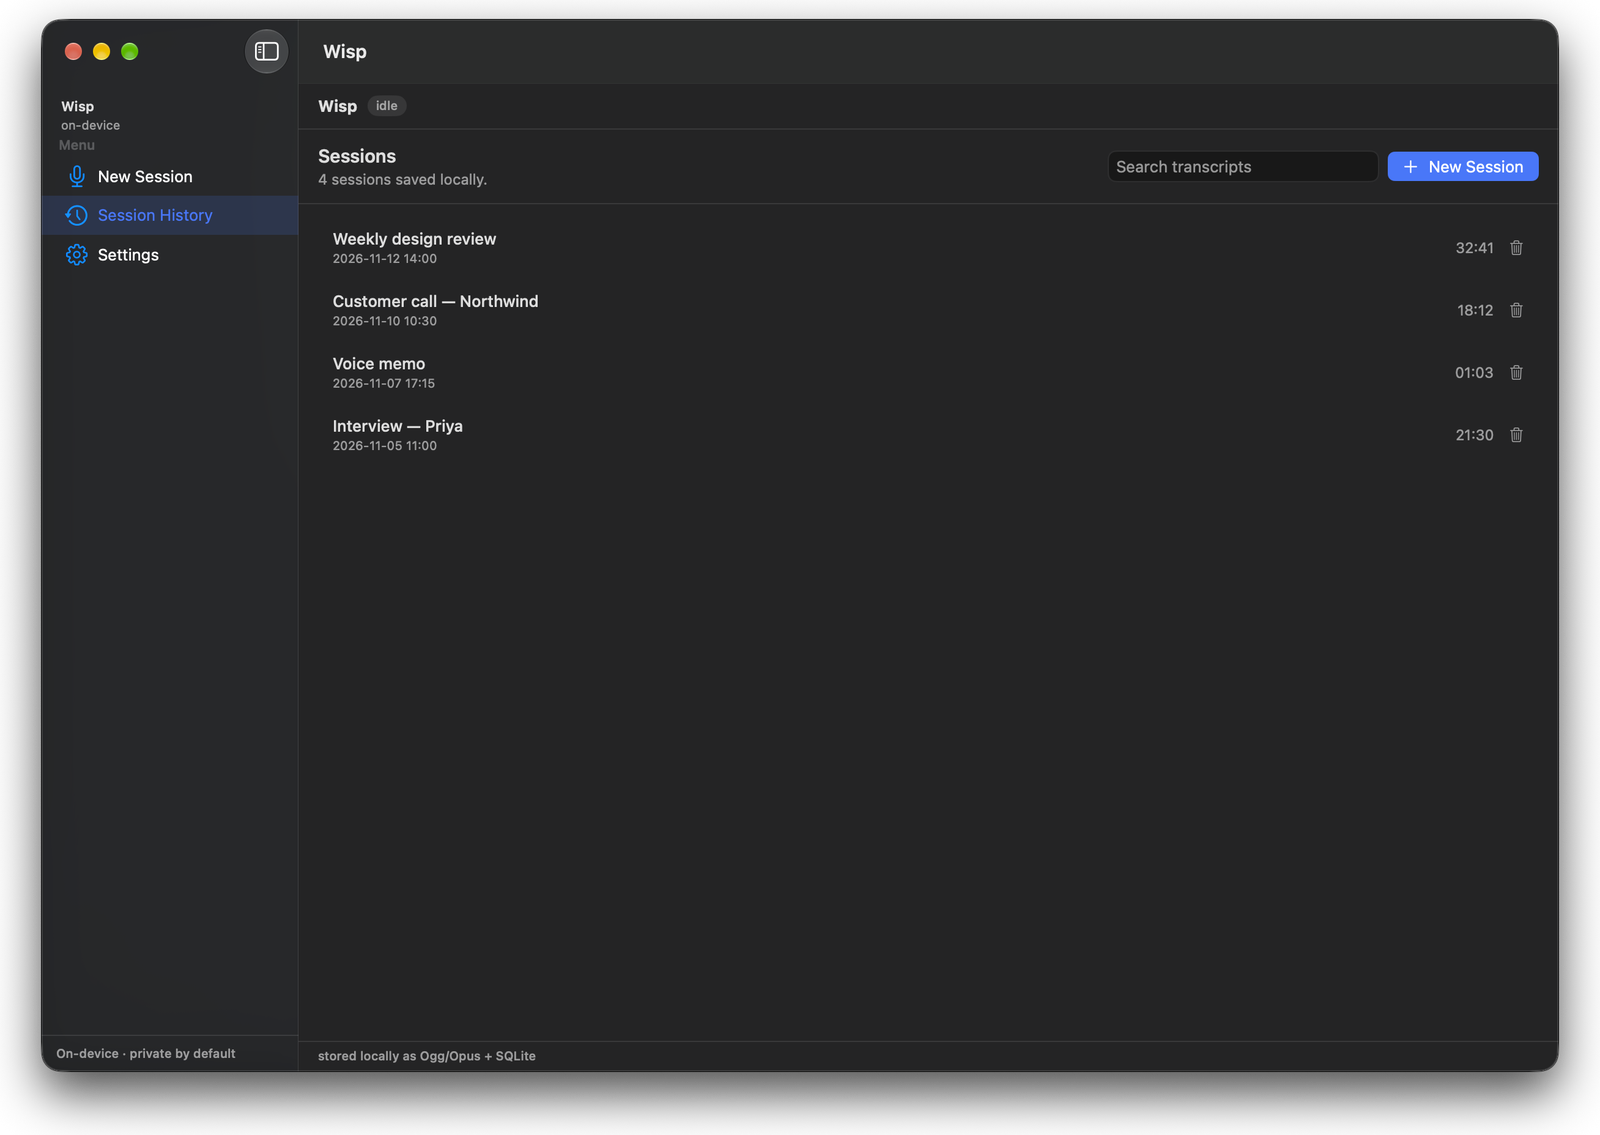 Wisp
Wisp
on-device
Menu
New Session
Session History
Settings
On-device · private by default
Wisp idle
Sessions
4 sessions saved locally.
Search transcripts
+ New Session
Weekly design review
2026-11-12 14:00
32:41
Customer call — Northwind
2026-11-10 10:30
18:12
Voice memo
2026-11-07 17:15
01:03
Interview — Priya
2026-11-05 11:00
21:30
stored locally as Ogg/Opus + SQLite